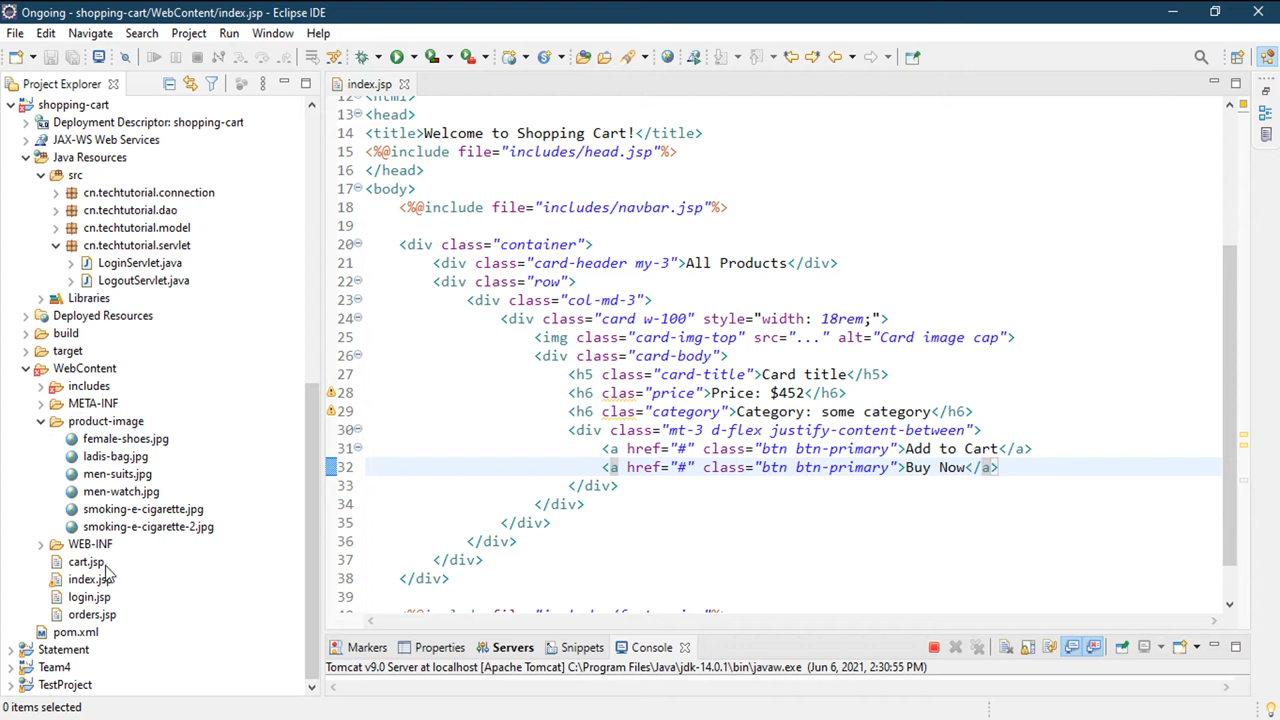 Ongoing - shopping-cart/WebContent/index.jsp - Eclipse IDE
File Edit Navigate Search Project Run Window Help
Project Explorer
shopping-cart
Deployment Descriptor: shopping-cart
JAX-WS Web Services
Java Resources
src
cn.techtutorial.connection
cn.techtutorial.dao
cn.techtutorial.model
cn.techtutorial.servlet
LoginServlet.java
LogoutServlet.java
Libraries
Deployed Resources
build
target
WebContent
includes
META-INF
product-image
female-shoes.jpg
ladis-bag.jpg
men-suits.jpg
men-watch.jpg
smoking-e-cigarette.jpg
smoking-e-cigarette-2.jpg
WEB-INF
cart.jsp
index.jsp
login.jsp
orders.jsp
pom.xml
Statement
Team4
TestProject
0 items selected
index.jsp
12 <html>
13 <head>
14 <title>Welcome to Shopping Cart!</title>
15 <%@include file="includes/head.jsp"%>
16 </head>
17 <body>
18 <%@include file="includes/navbar.jsp"%>
19
20 <div class="container">
21 <div class="card-header my-3">All Products</div>
22 <div class="row">
23 <div class="col-md-3">
24 <div class="card w-100" style="width: 18rem;">
25 <img class="card-img-top" src="..." alt="Card image cap">
26 <div class="card-body">
27 <h5 class="card-title">Card title</h5>
28 <h6 clas="price">Price: $452</h6>
29 <h6 clas="category">Category: some category</h6>
30 <div class="mt-3 d-flex justify-content-between">
31 <a href="#" class="btn btn-primary">Add to Cart</a>
32 <a href="#" class="btn btn-primary">Buy Now</a>
33 </div>
34 </div>
35 </div>
36 </div>
37 </div>
38 </div>
Markers Properties Servers Snippets Console
Tomcat v9.0 Server at localhost [Apache Tomcat] C:\Program Files\Java\jdk-14.0.1\bin\javaw.exe (Jun 6, 2021, 2:30:55 PM)